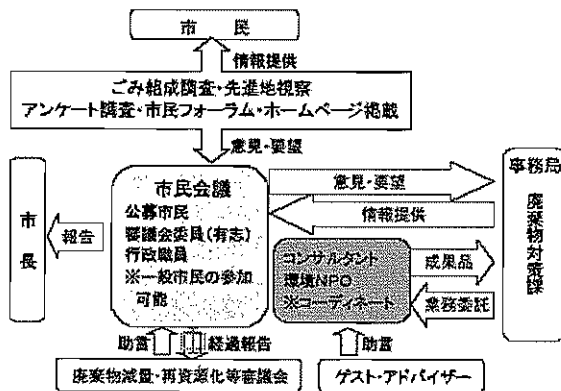 市　民
情報提供
ごみ組成調査・先進地視察
アンケート調査・市民フォーラム・ホームページ掲載
意見・要望
市民会議
公募市民
審議会委員(有志)
行政職員
※一般市民の参加
可能
市長
報告
意見・要望
情報提供
事務局
廃棄物対策課
コンサルタント
環境NPO
※コーディネート
成果品
業務委託
助言
経過報告
助言
廃棄物減量・再資源化等審議会
ゲスト・アドバイザー